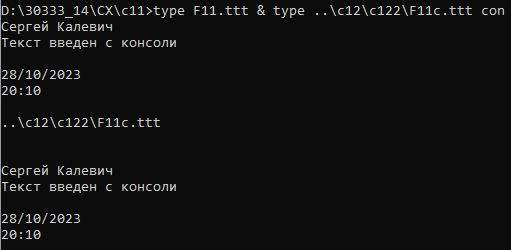 D:\30333_14\CX\c11>type F11.ttt & type ..\c12\c122\F11c.ttt con
Сергей Калевич
Текст введен с консоли
28/10/2023
20:10
..\c12\c122\F11c.ttt
Сергей Калевич
Текст введен с консоли
28/10/2023
20:10